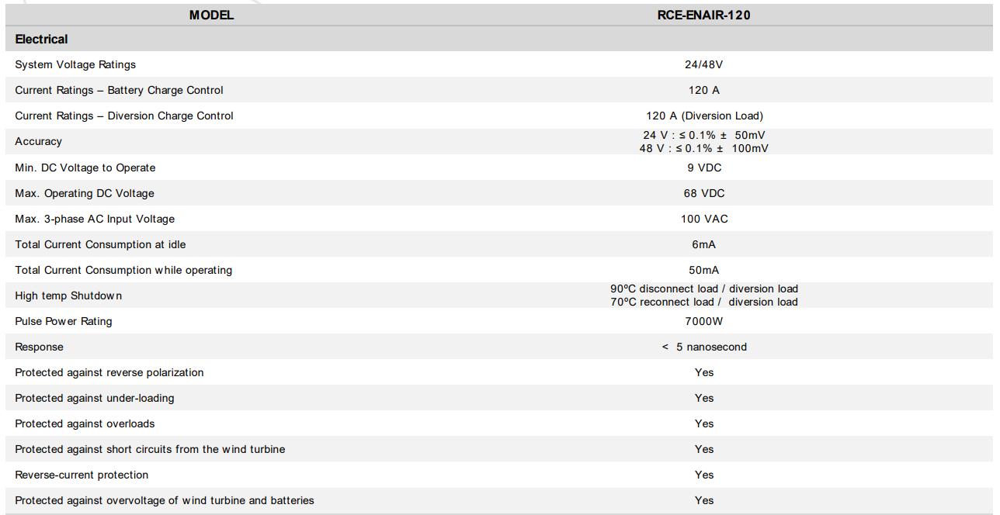 MODEL RCE-ENAIR-120
Electrical
System Voltage Ratings 24/48V
Current Ratings – Battery Charge Control 120 A
Current Ratings – Diversion Charge Control 120 A (Diversion Load)
Accuracy 24 V : ≤ 0.1% ± 50mV
48 V : ≤ 0.1% ± 100mV
Min. DC Voltage to Operate 9 VDC
Max. Operating DC Voltage 68 VDC
Max. 3-phase AC Input Voltage 100 VAC
Total Current Consumption at idle 6mA
Total Current Consumption while operating 50mA
High temp Shutdown 90ºC disconnect load / diversion load
70ºC reconnect load / diversion load
Pulse Power Rating 7000W
Response < 5 nanosecond
Protected against reverse polarization Yes
Protected against under-loading Yes
Protected against overloads Yes
Protected against short circuits from the wind turbine Yes
Reverse-current protection Yes
Protected against overvoltage of wind turbine and batteries Yes